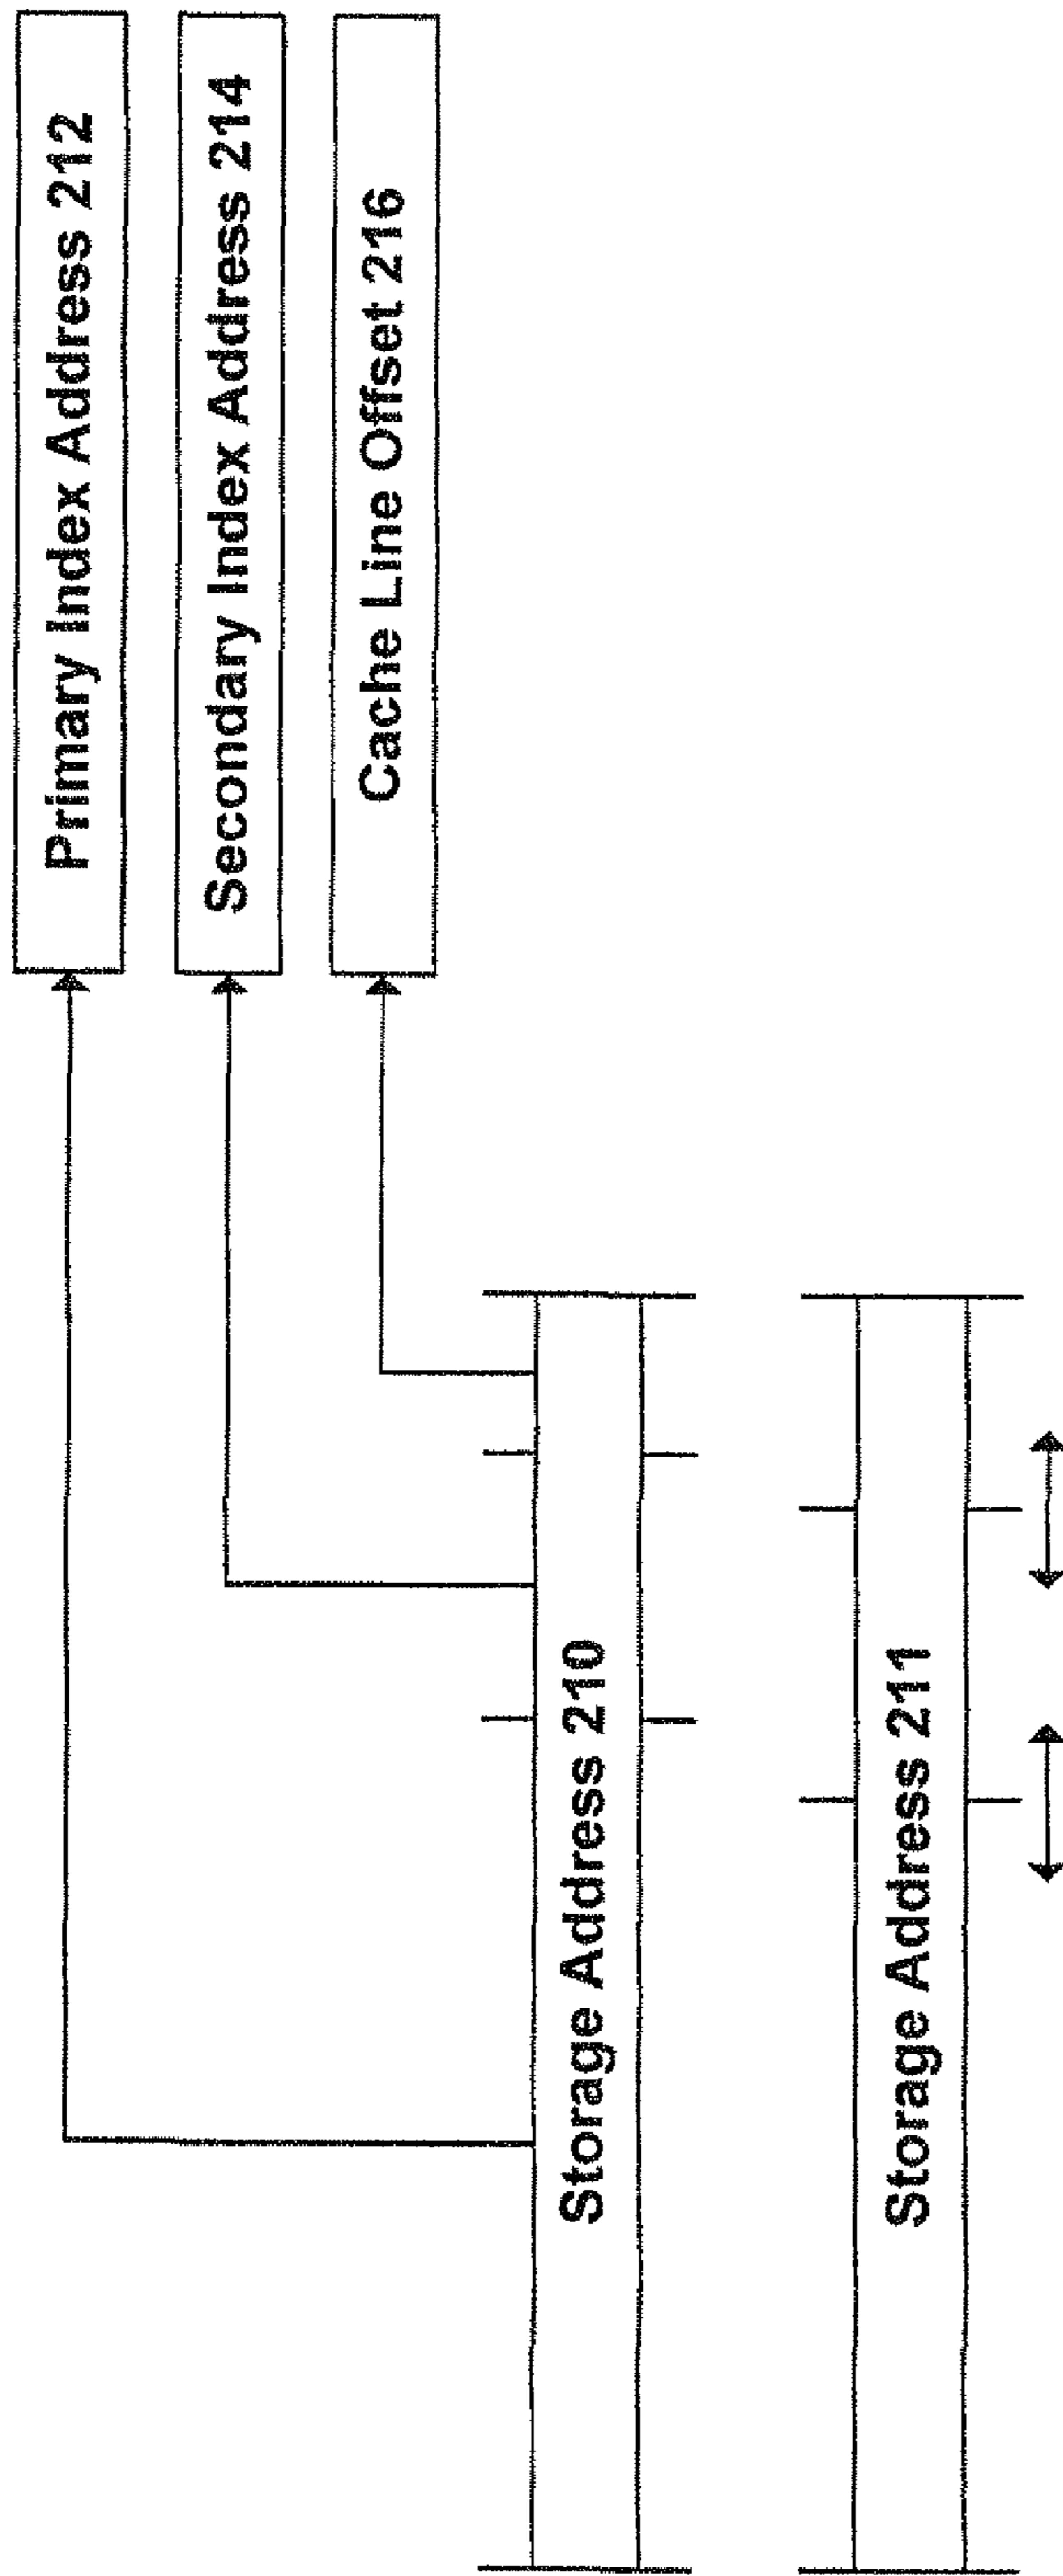 Primary Index Address 212
Secondary Index Address 214
Cache Line Offset 216
Storage Address 210
Storage Address 211